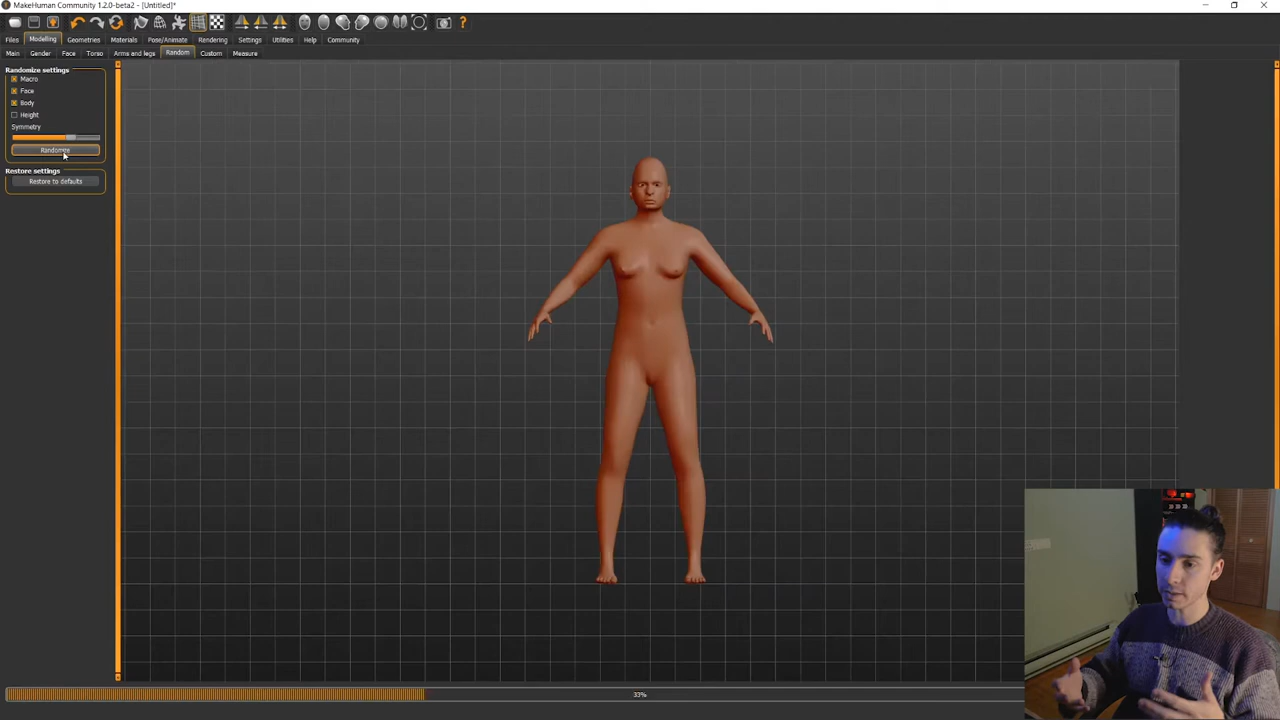 MakeHuman Community 1.2.0-beta2 - [Untitled]*
Files Modelling Geometries Materials Pose/Animate Rendering Settings Utilities Help Community
Main Gender Face Torso Arms and legs Random Custom Measure
Randomize settings
Macro
Face
Body
Height
Symmetry
Randomize
Restore settings
Restore to defaults
33%